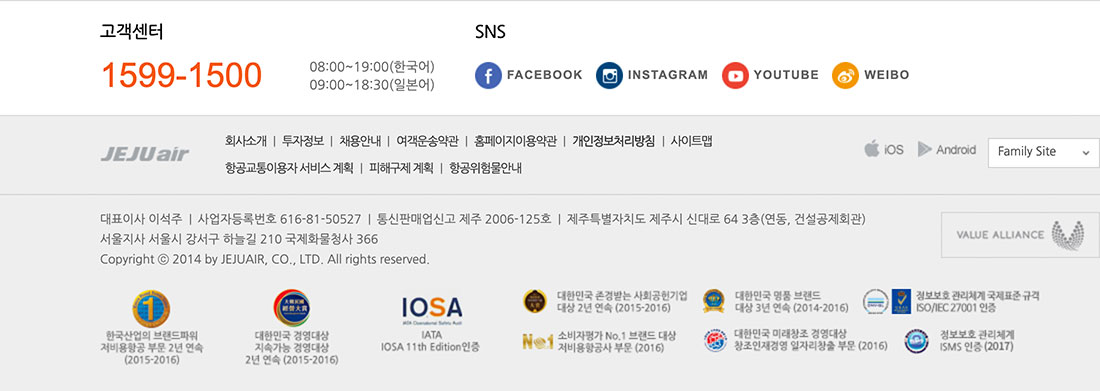 고객센터
1599-1500
08:00~19:00(한국어)
09:00~18:30(일본어)
SNS
FACEBOOK INSTAGRAM YOUTUBE WEIBO
JEJUair
회사소개 | 투자정보 | 채용안내 | 여객운송약관 | 홈페이지이용약관 | 개인정보처리방침 | 사이트맵
항공교통이용자 서비스 계획 | 피해구제 계획 | 항공위험물안내
iOS Android Family Site
대표이사 이석주 | 사업자등록번호 616-81-50527 | 통신판매업신고 제주 2006-125호 | 제주특별자치도 제주시 신대로 64 3층(연동, 건설공제회관)
서울지사 서울시 강서구 하늘길 210 국제화물청사 366
Copyright ⓒ 2014 by JEJUAIR, CO., LTD. All rights reserved.
VALUE ALLIANCE
1
한국산업의 브랜드파워
저비용항공 부문 2년 연속
(2015-2016)
大韓民國
經營大賞
대한민국 경영대상
지속가능 경영대상
2년 연속 (2015-2016)
IOSA
IATA Operational Safety Audit
IATA
IOSA 11th Edition인증
대한민국 존경받는 사회공헌기업
대상 2년 연속 (2015-2016)
No.1
소비자평가 No.1 브랜드 대상
저비용항공사 부문 (2016)
대한민국 명품 브랜드
대상 3년 연속 (2014-2016)
대한민국 미래창조 경영대상
창조인재경영 일자리창출 부문 (2016)
정보보호 관리체계 국제표준 규격
ISO/IEC 27001 인증
정보보호 관리체계
ISMS 인증 (2017)